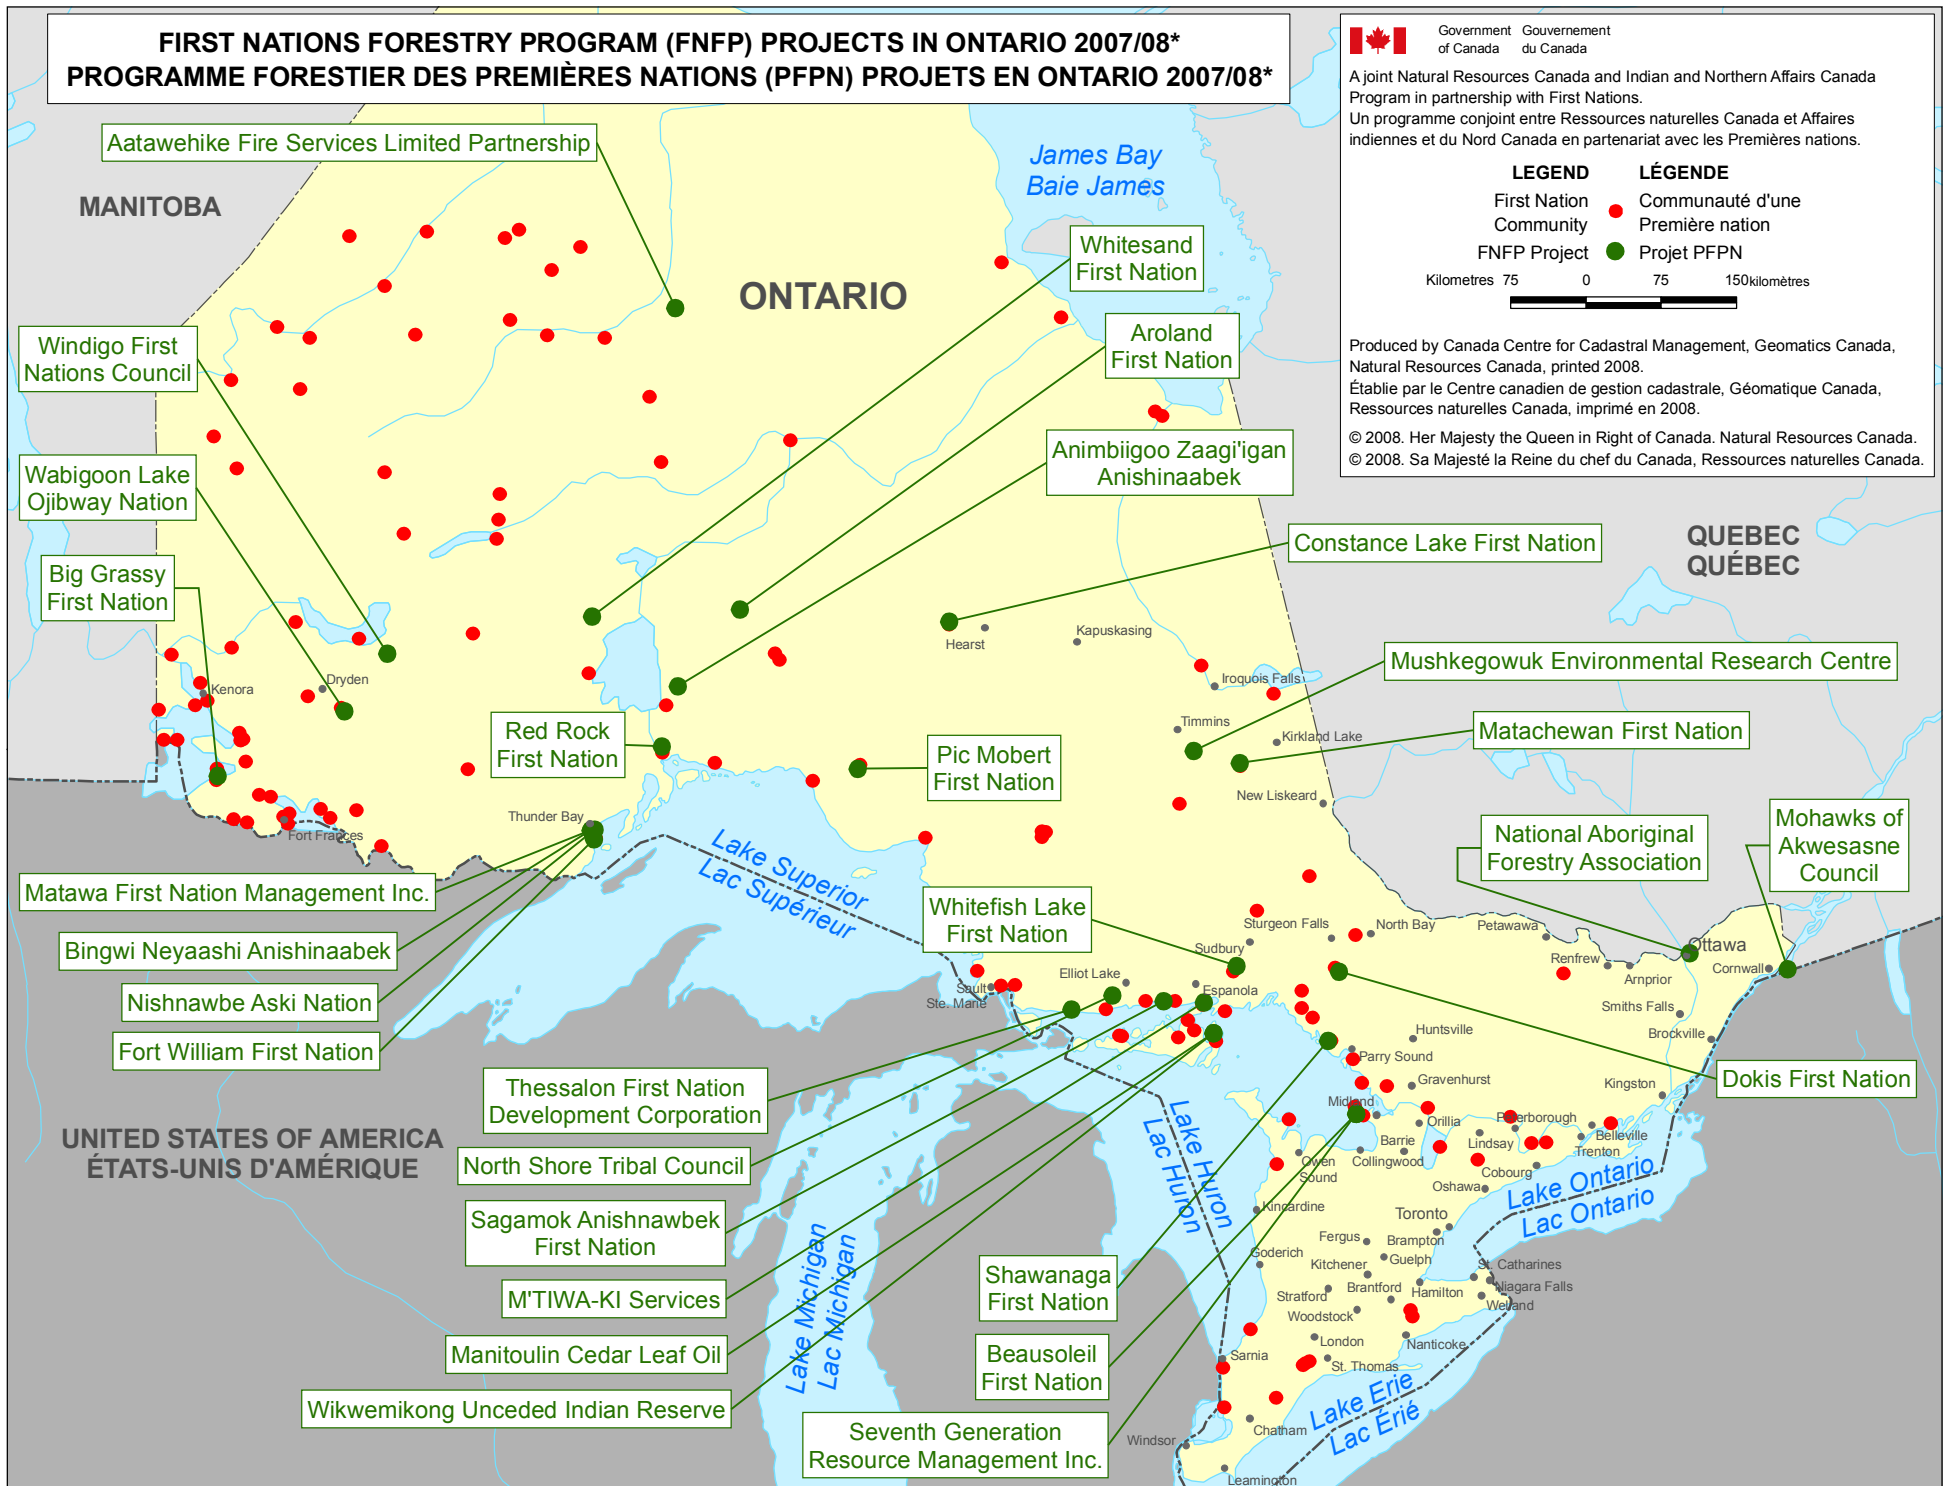 FIRST NATIONS FORESTRY PROGRAM (FNFP) PROJECTS IN ONTARIO 2007/08*
PROGRAMME FORESTIER DES PREMIÈRES NATIONS (PFPN) PROJETS EN ONTARIO 2007/08*
Government of Canada
Gouvernement du Canada
A joint Natural Resources Canada and Indian and Northern Affairs Canada
Program in partnership with First Nations.
Un programme conjoint entre Ressources naturelles Canada et Affaires
indiennes et du Nord Canada en partenariat avec les Premières nations.
LEGEND LÉGENDE
First Nation Community
Communauté d'une Première nation
FNFP Project Projet PFPN
Kilometres 75 0 75 150 kilomètres
Produced by Canada Centre for Cadastral Management, Geomatics Canada,
Natural Resources Canada, printed 2008.
Établie par le Centre canadien de gestion cadastrale, Géomatique Canada,
Ressources naturelles Canada, imprimé en 2008.
© 2008. Her Majesty the Queen in Right of Canada. Natural Resources Canada.
© 2008. Sa Majesté la Reine du chef du Canada, Ressources naturelles Canada.
Aatawehike Fire Services Limited Partnership
MANITOBA
James Bay
Baie James
Whitesand
First Nation
ONTARIO
Windigo First
Nations Council
Aroland
First Nation
Wabigoon Lake
Ojibway Nation
Animbiigoo Zaagi'igan
Anishinaabek
Constance Lake First Nation
QUEBEC
QUÉBEC
Big Grassy
First Nation
Hearst
Kapuskasing
Mushkegowuk Environmental Research Centre
Iroquois Falls
Kenora
Dryden
Red Rock
First Nation
Timmins
Kirkland Lake
Matachewan First Nation
Pic Mobert
First Nation
New Liskeard
Thunder Bay
Fort Frances
National Aboriginal
Forestry Association
Mohawks of
Akwesasne
Council
Lake Superior
Lac Supérieur
Matawa First Nation Management Inc.
Whitefish Lake
First Nation
Sturgeon Falls
North Bay
Petawawa
Sudbury
Ottawa
Renfrew
Arnprior
Cornwall
Bingwi Neyaashi Anishinaabek
Elliot Lake
Espanola
Sault
Ste. Marie
Nishnawbe Aski Nation
Smiths Falls
Brockville
Fort William First Nation
Huntsville
Parry Sound
Gravenhurst
Kingston
Dokis First Nation
Thessalon First Nation
Development Corporation
Midland
Orillia
Peterborough
Belleville
Trenton
Lindsay
Barrie
Collingwood
Cobourg
Owen
Sound
Oshawa
Lake Huron
Lac Huron
Lake Ontario
Lac Ontario
UNITED STATES OF AMERICA
ÉTATS-UNIS D'AMÉRIQUE
North Shore Tribal Council
Sagamok Anishnawbek
First Nation
Kincardine
Toronto
Brampton
Fergus
Goderich
Guelph
Kitchener
St. Catharines
Niagara Falls
Welland
Brantford
Hamilton
Stratford
Woodstock
London
Nanticoke
St. Thomas
Sarnia
Shawanaga
First Nation
M'TIWA-KI Services
Lake Michigan
Lac Michigan
Manitoulin Cedar Leaf Oil
Beausoleil
First Nation
Wikwemikong Unceded Indian Reserve
Lake Erie
Lac Érié
Seventh Generation
Resource Management Inc.
Chatham
Windsor
Leamington